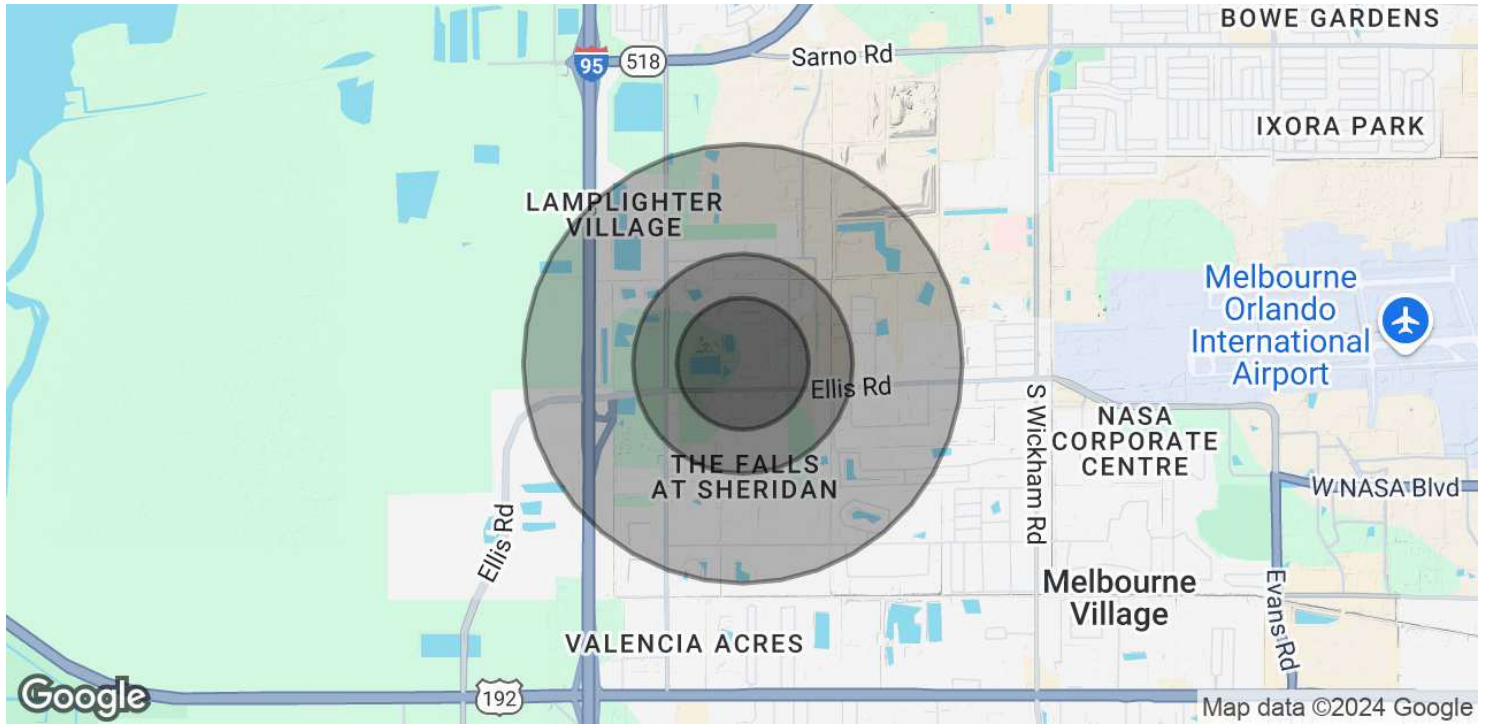 BOWE GARDENS
Sarno Rd
95
518
IXORA PARK
LAMPLIGHTER
VILLAGE
Melbourne
Orlando
International
Airport
Ellis Rd
S Wickham Rd
NASA
CORPORATE
CENTRE
THE FALLS
AT SHERIDAN
W NASA Blvd
Ellis Rd
Melbourne
Village
Evans Rd
VALENCIA ACRES
192
Google
Map data ©2024 Google